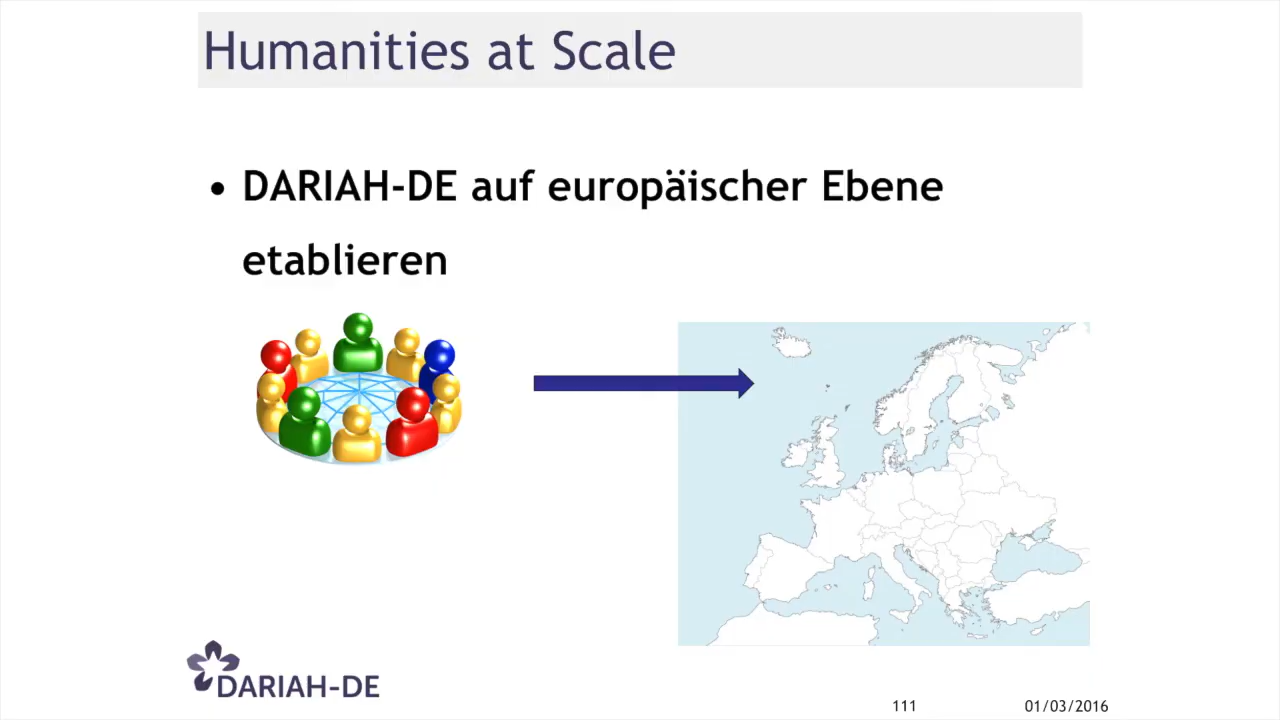 Humanities at Scale
• DARIAH-DE auf europäischer Ebene
etablieren
DARIAH-DE
111
01/03/2016